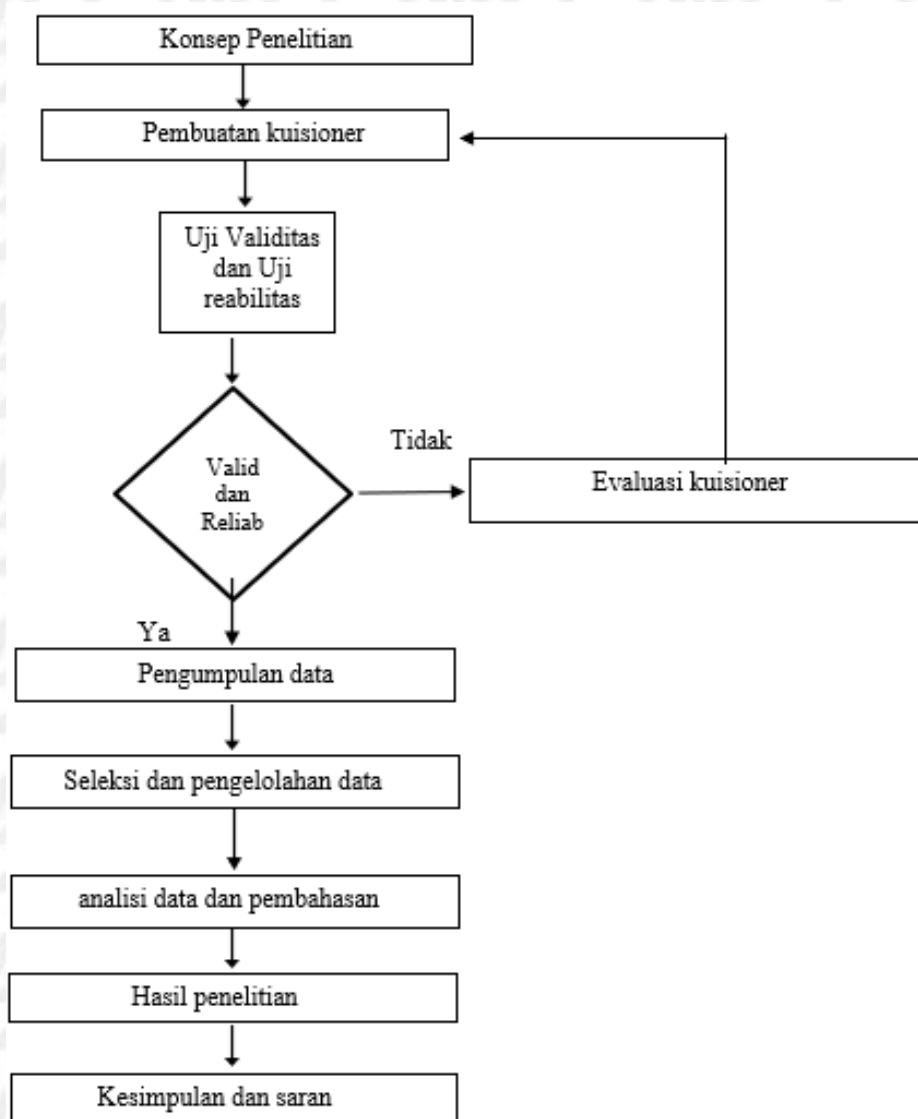 Konsep Penelitian
Pembuatan kuisioner
Uji Validitas
dan Uji
reabilitas
Valid
dan
Reliab
Tidak
Evaluasi kuisioner
Ya
Pengumpulan data
Seleksi dan pengelolahan data
analisi data dan pembahasan
Hasil penelitian
Kesimpulan dan saran